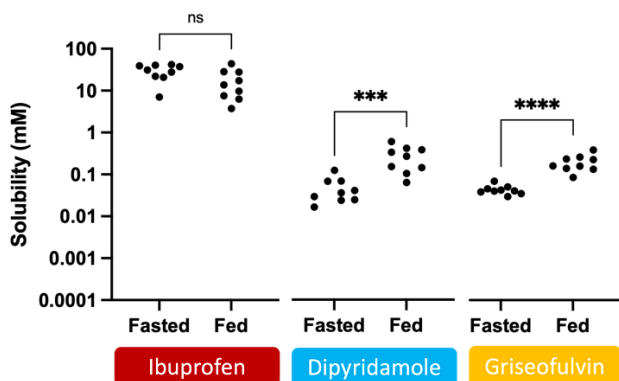 ns
100
10
1
0.1
0.01
0.001
0.0001
Solubility (mM)
***
****
Fasted Fed Fasted Fed Fasted Fed
Ibuprofen Dipyridamole Griseofulvin